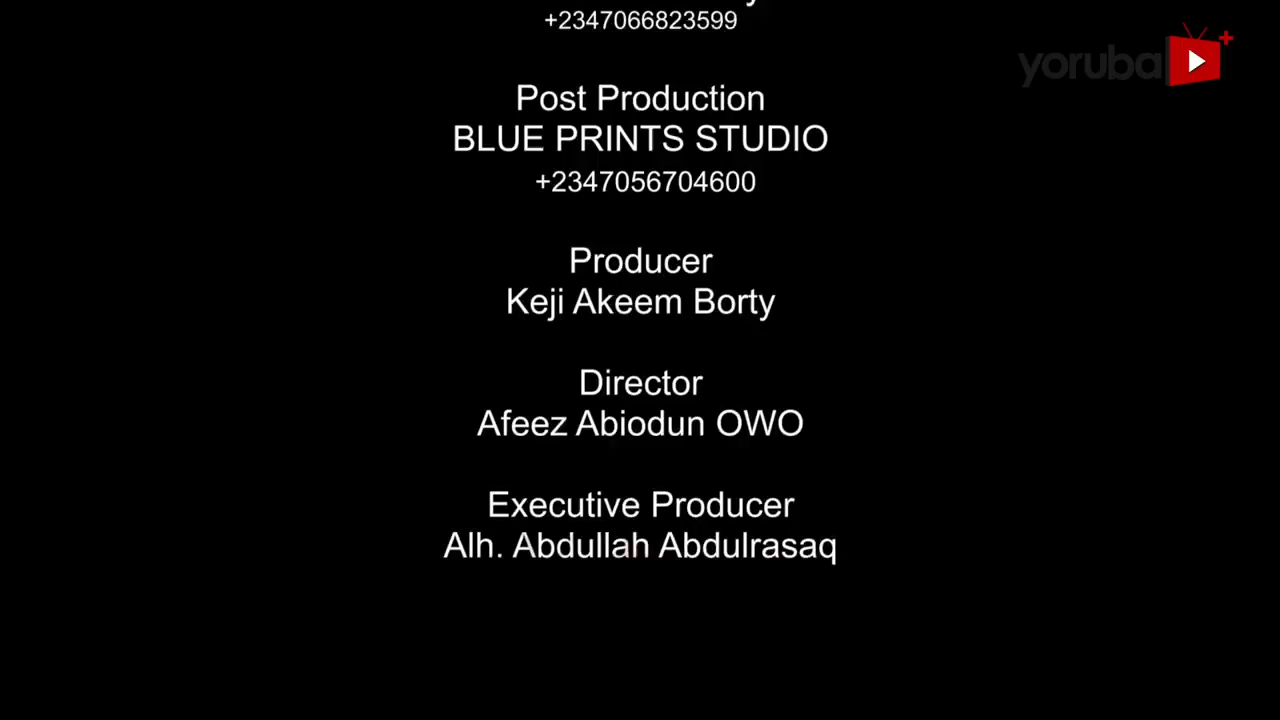 +2347066823599
yoruba
Post Production
BLUE PRINTS STUDIO
+2347056704600
Producer
Keji Akeem Borty
Director
Afeez Abiodun OWO
Executive Producer
Alh. Abdullah Abdulrasaq